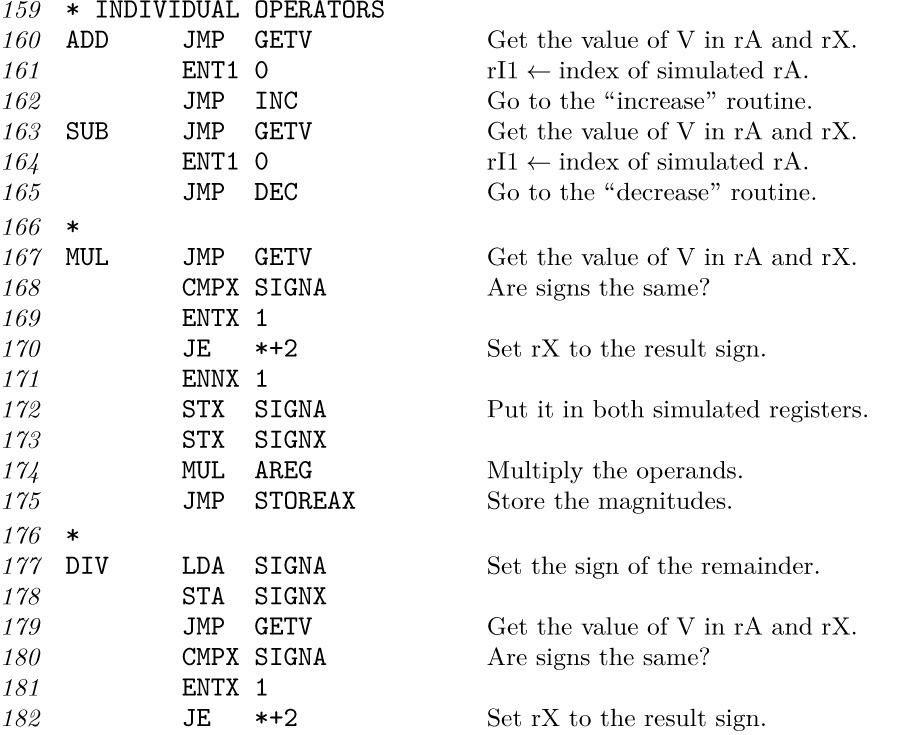 159 * INDIVIDUAL OPERATORS
160 ADD JMP GETV Get the value of V in rA and rX.
161 ENT1 0 rI1 ← index of simulated rA.
162 JMP INC Go to the “increase” routine.
163 SUB JMP GETV Get the value of V in rA and rX.
164 ENT1 0 rI1 ← index of simulated rA.
165 JMP DEC Go to the “decrease” routine.
166 *
167 MUL JMP GETV Get the value of V in rA and rX.
168 CMPX SIGNA Are signs the same?
169 ENTX 1
170 JE *+2 Set rX to the result sign.
171 ENNX 1
172 STX SIGNA Put it in both simulated registers.
173 STX SIGNX
174 MUL AREG Multiply the operands.
175 JMP STOREAX Store the magnitudes.
176 *
177 DIV LDA SIGNA Set the sign of the remainder.
178 STA SIGNX
179 JMP GETV Get the value of V in rA and rX.
180 CMPX SIGNA Are signs the same?
181 ENTX 1
182 JE *+2 Set rX to the result sign.